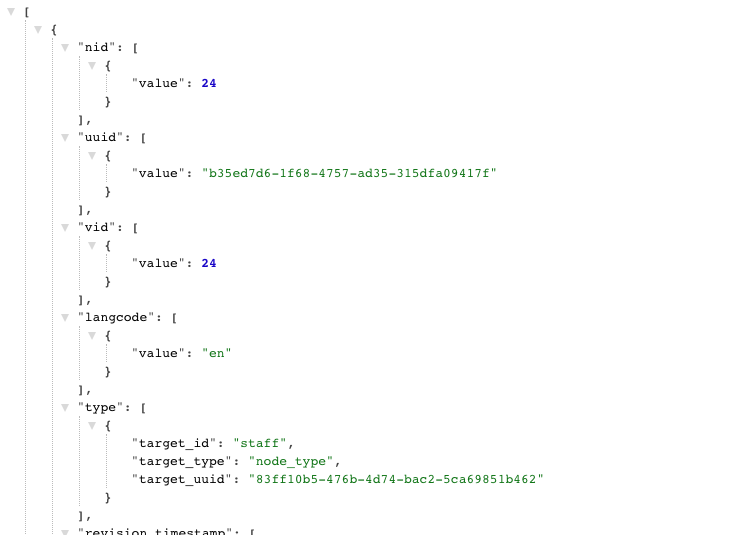 [
{
"nid": [
{
"value": 24
}
],
"uuid": [
{
"value": "b35ed7d6-1f68-4757-ad35-315dfa09417f"
}
],
"vid": [
{
"value": 24
}
],
"langcode": [
{
"value": "en"
}
],
"type": [
{
"target_id": "staff",
"target_type": "node_type",
"target_uuid": "83ff10b5-476b-4d74-bac2-5ca69851b462"
}
],
"revision_timestamp": [